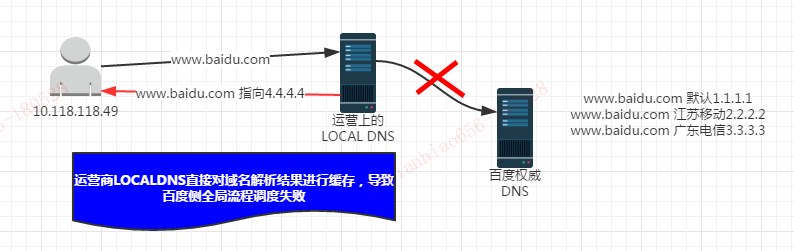 www.baidu.com
www.baidu.com 指向4.4.4.4
10.118.118.49
运营上的
LOCAL DNS
www.baidu.com 默认1.1.1.1
www.baidu.com 江苏移动2.2.2.2
www.baidu.com 广东电信3.3.3.3
百度权威
DNS
运营商LOCALDNS直接对域名解析结果进行缓存，导致
百度侧全局流程调度失败